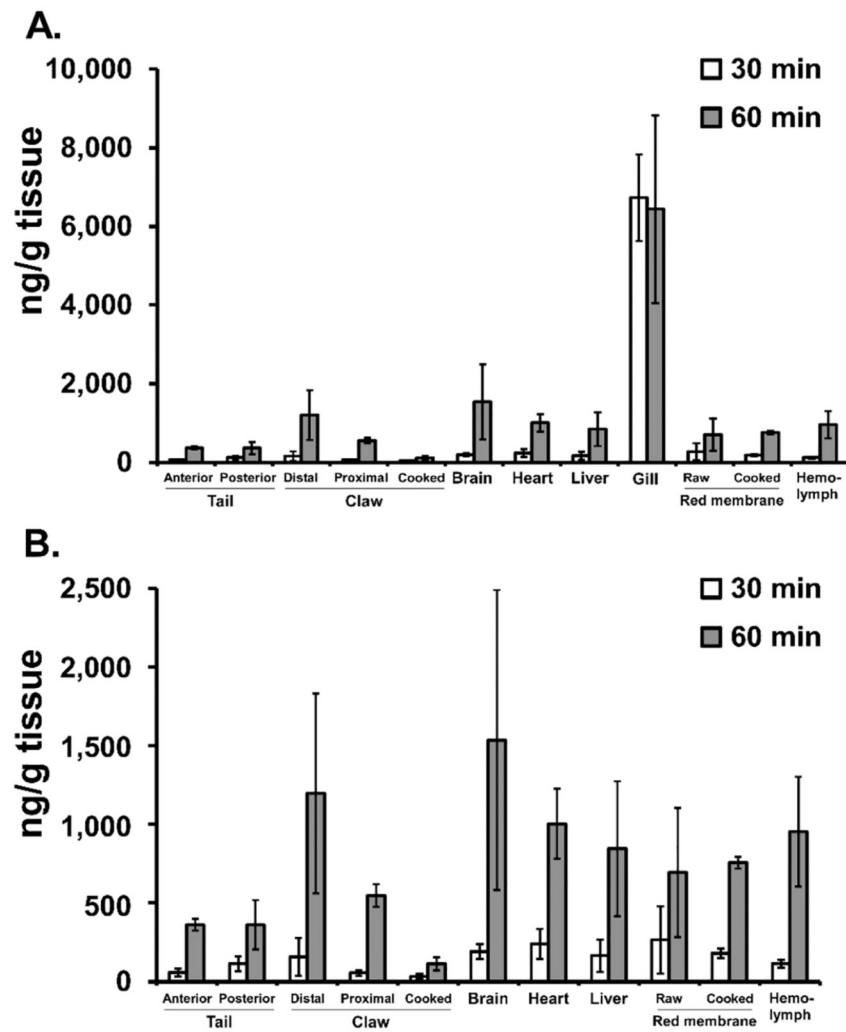 A.
10,000
8,000
6,000
4,000
2,000
0
ng/g tissue
30 min
60 min
Anterior Posterior Distal Proximal Cooked Brain Heart Liver Gill Raw Cooked Hemo-
lymph
Tail Claw Red membrane
B.
2,500
2,000
1,500
1,000
500
0
ng/g tissue
30 min
60 min
Anterior Posterior Distal Proximal Cooked Brain Heart Liver Raw Cooked Hemo-
lymph
Tail Claw Red membrane